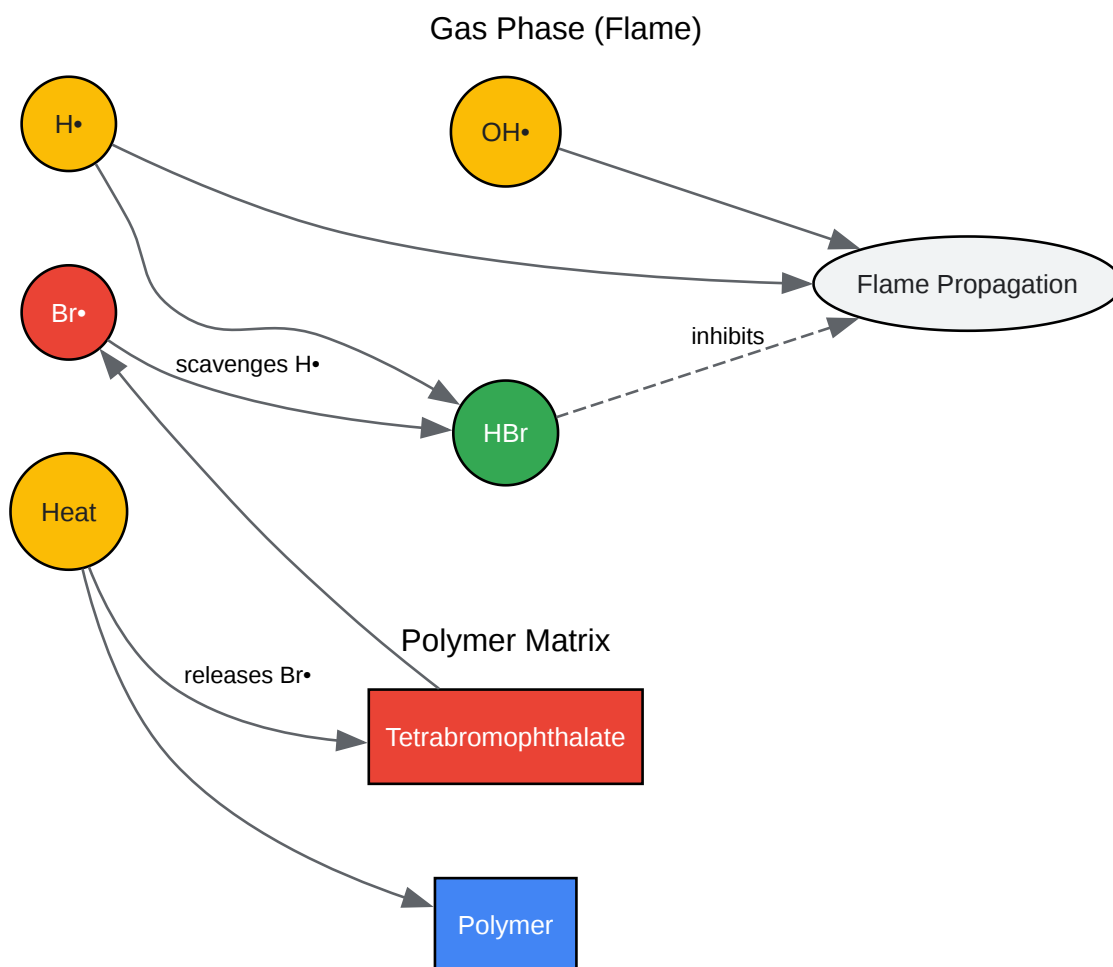 Gas Phase (Flame)
H•
OH•
Flame Propagation
Br•
inhibits
scavenges H•
HBr
Heat
Polymer Matrix
releases Br•
Tetrabromophthalate
Polymer